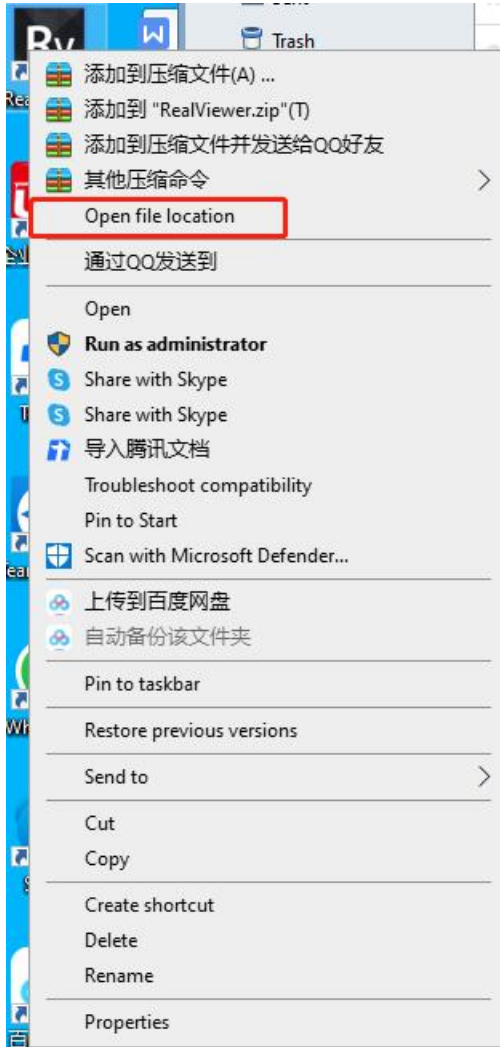 Rv
Trash
添加到压缩文件(A) ...
添加到 "RealViewer.zip"(T)
添加到压缩文件并发送给QQ好友
其他压缩命令
Open file location
通过QQ发送到
Open
Run as administrator
Share with Skype
Share with Skype
导入腾讯文档
Troubleshoot compatibility
Pin to Start
Scan with Microsoft Defender...
上传到百度网盘
自动备份该文件夹
Pin to taskbar
Restore previous versions
Send to
Cut
Copy
Create shortcut
Delete
Rename
Properties